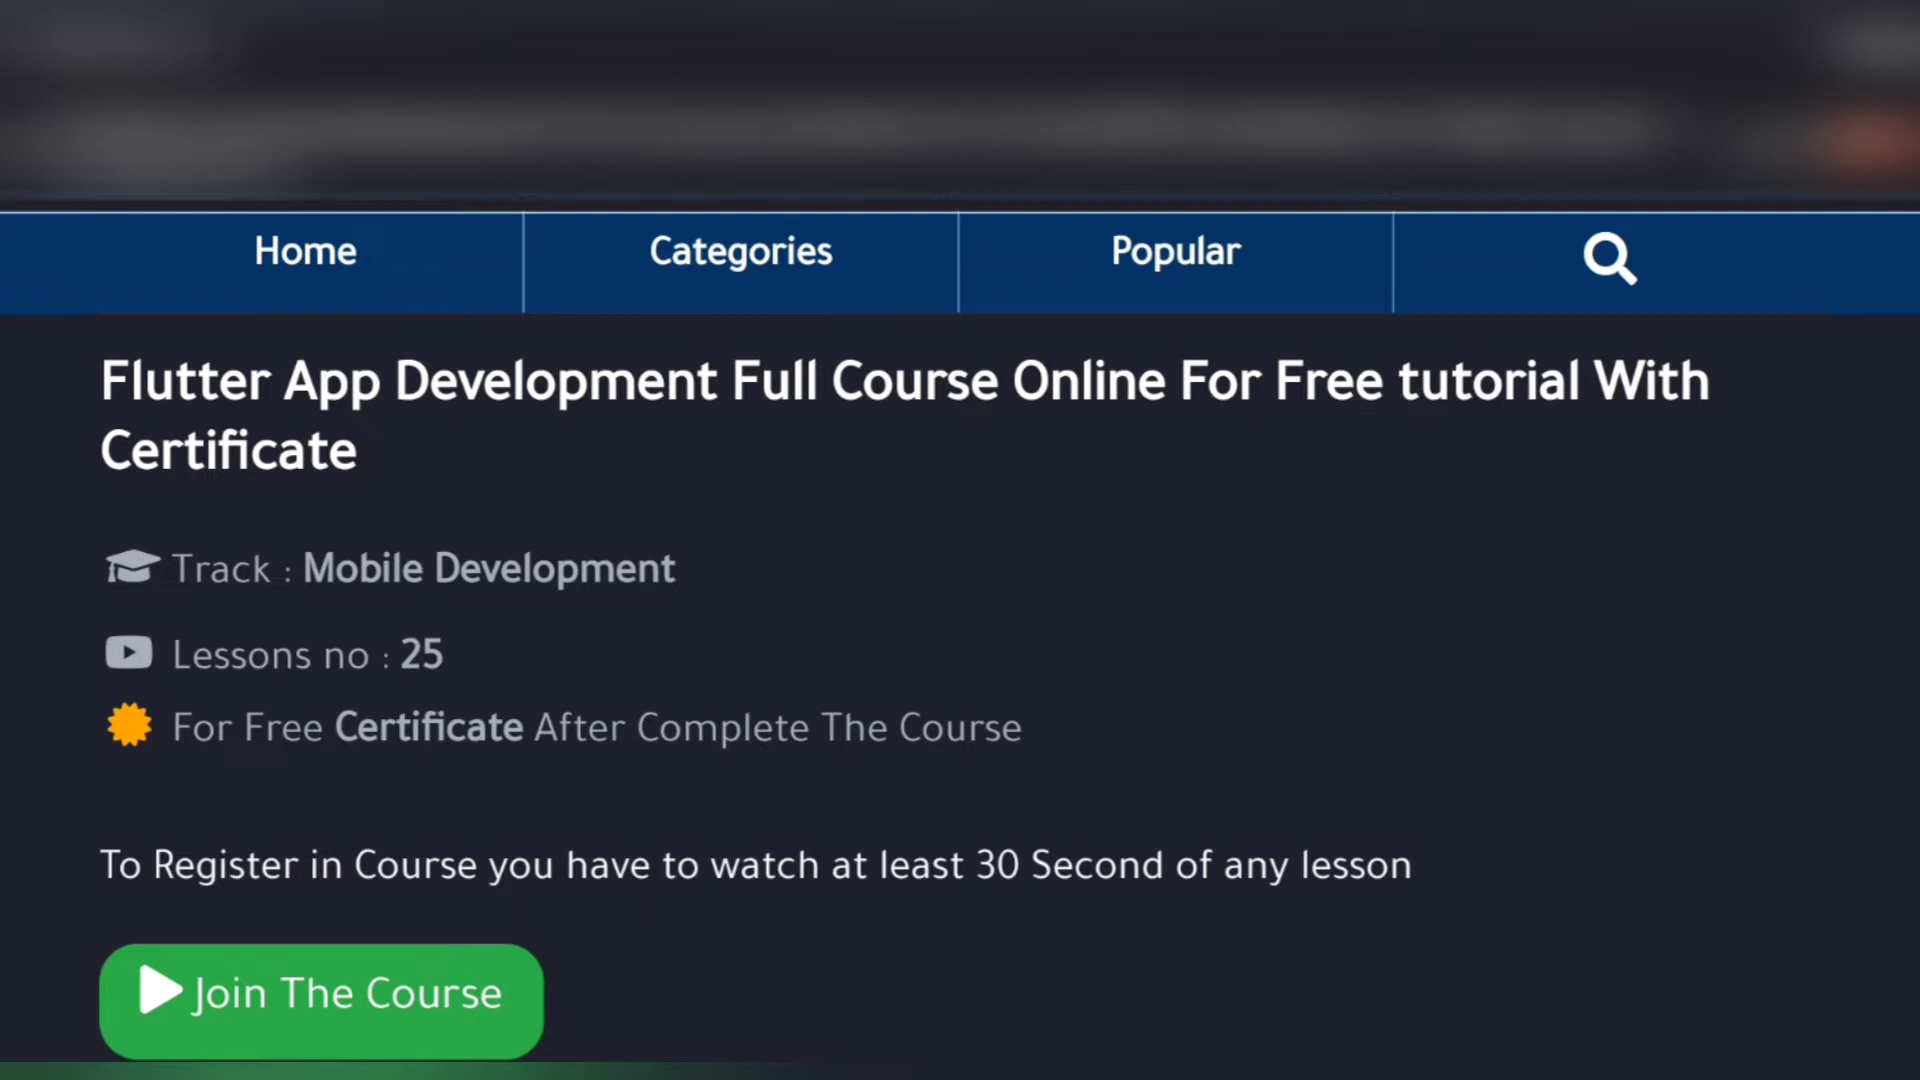 Home Categories Popular
Flutter App Development Full Course Online For Free tutorial With
Certificate
Track : Mobile Development
Lessons no : 25
For Free Certificate After Complete The Course
To Register in Course you have to watch at least 30 Second of any lesson
Join The Course